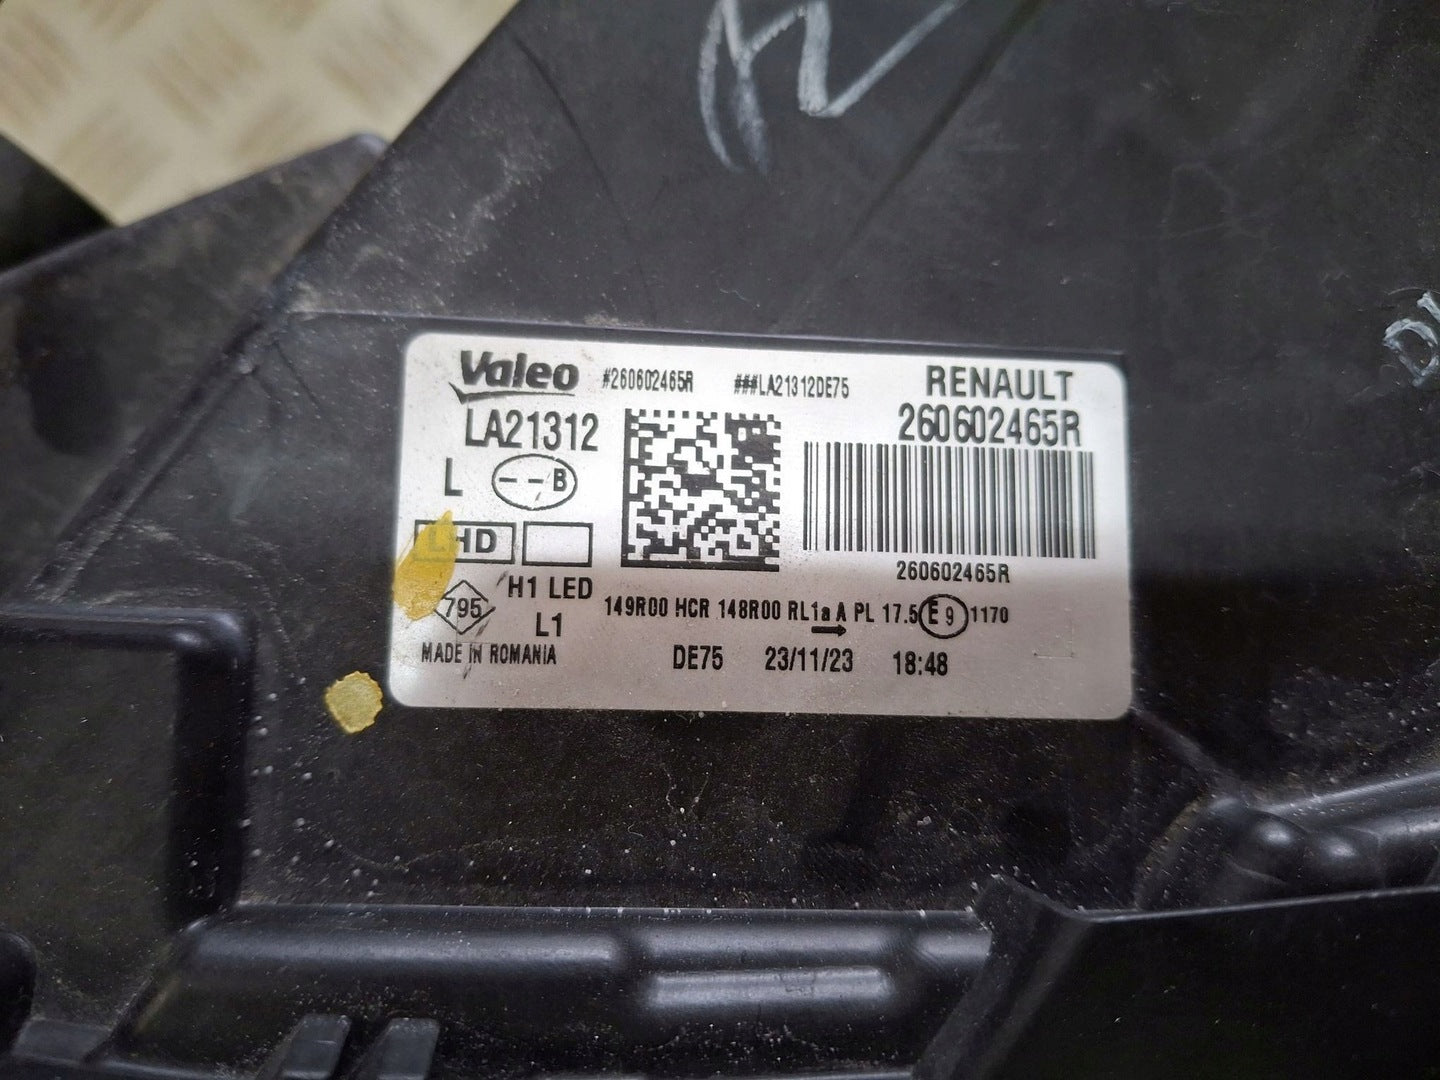 Valeo #260602465R ###LA21312DE75 RENAULT
LA21312 260602465R
L --B
LHD
260602465R
795 H1 LED
L1
149R00 HCR 148R00 RL1a A PL 17.5 E9 1170
MADE IN ROMANIA DE75 23/11/23 18:48